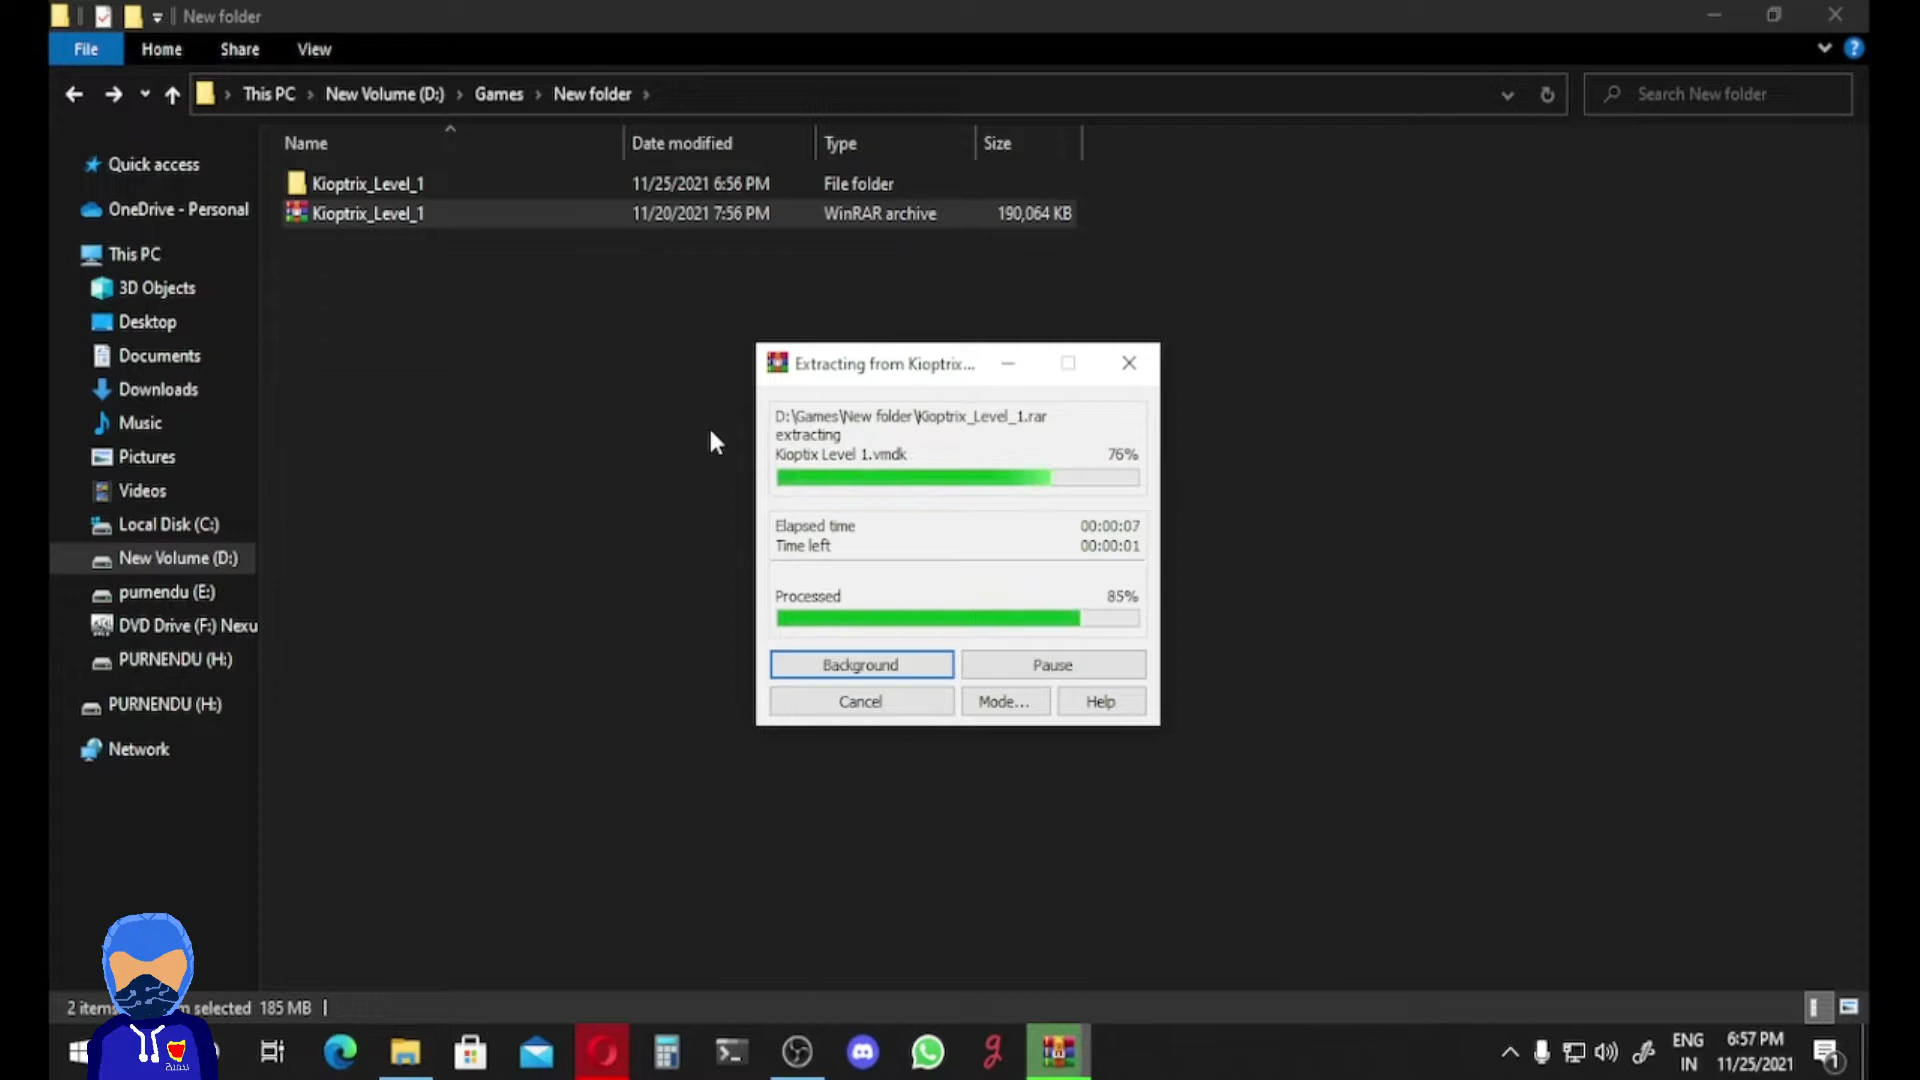 New folder
File
Home
Share
View
This PC
New Volume (D:)
Games
New folder
Search New folder
Name
Date modified
Type
Size
Kioptrix_Level_1
11/25/2021 6:56 PM
File folder
Kioptrix_Level_1
11/20/2021 7:56 PM
WinRAR archive
190,064 KB
Quick access
OneDrive - Personal
This PC
3D Objects
Desktop
Documents
Downloads
Music
Pictures
Videos
Local Disk (C:)
New Volume (D:)
purnendu (E:)
DVD Drive (F:) Nexu
PURNENDU (H:)
PURNENDU (H:)
Network
Extracting from Kioptrix...
D:\Games\New folder\Kioptrix_Level_1.rar
extracting
Kioptix Level 1.vmdk
76%
Elapsed time
00:00:07
Time left
00:00:01
Processed
85%
Background
Pause
Cancel
Mode...
Help
2 items
m selected
185 MB
ENG
IN
6:57 PM
11/25/2021
1